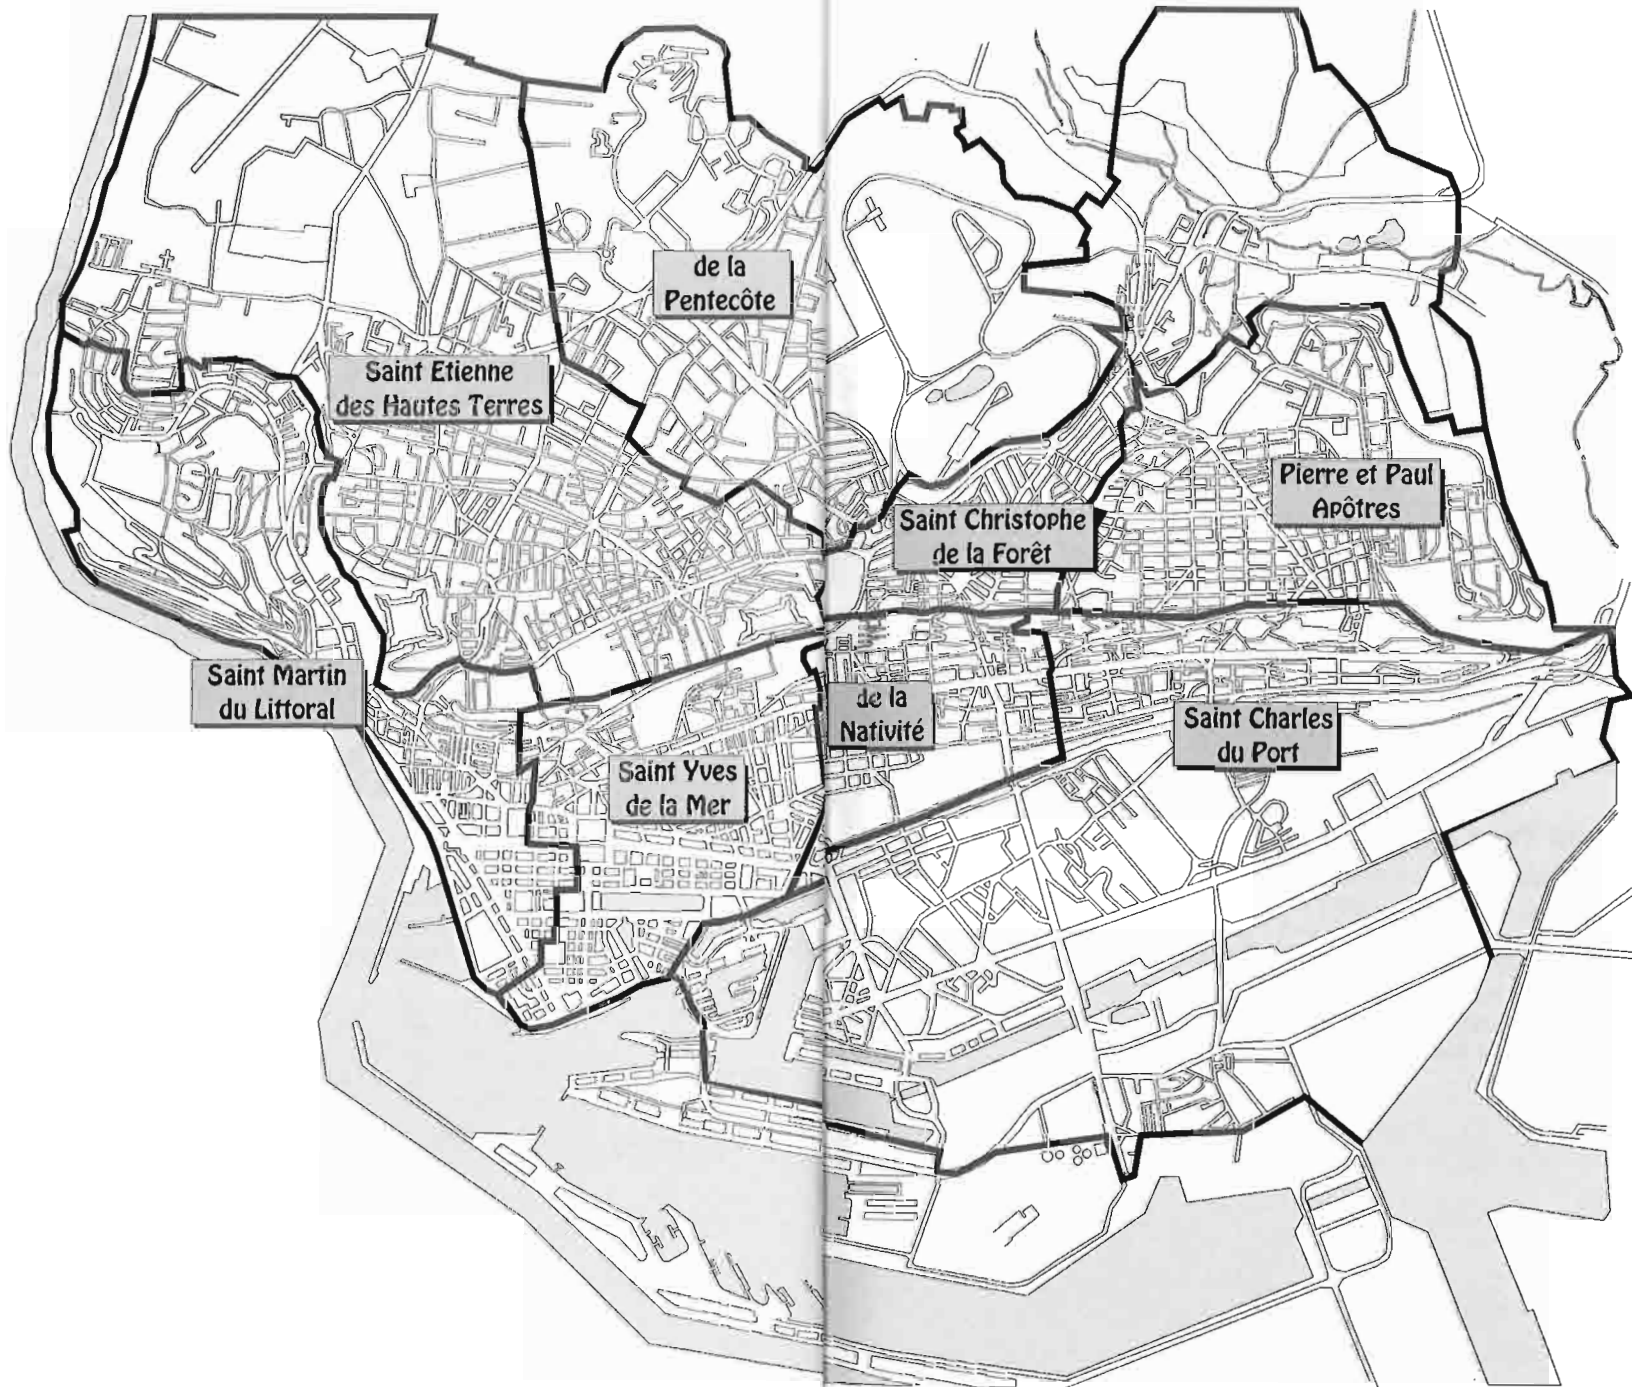 de la
Pentecôte
Saint Etienne
des Hautes Terres
Pierre et Paul
Apôtres
Saint Christophe
de la Forêt
Saint Martin
du Littoral
de la
Nativité
Saint Charles
du Port
Saint Yves
de la Mer